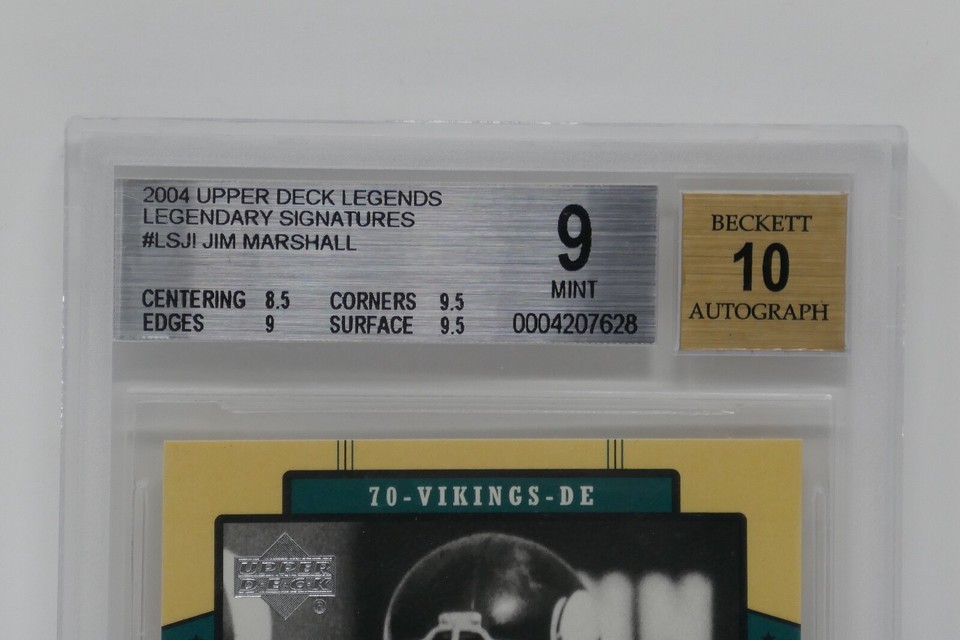 2004 UPPER DECK LEGENDS
LEGENDARY SIGNATURES
#LSJI JIM MARSHALL
CENTERING 8.5 CORNERS 9.5
EDGES 9 SURFACE 9.5
9
MINT
0004207628
BECKETT
10
AUTOGRAPH
70-VIKINGS-DE
UPPER
D·E·C·K
®